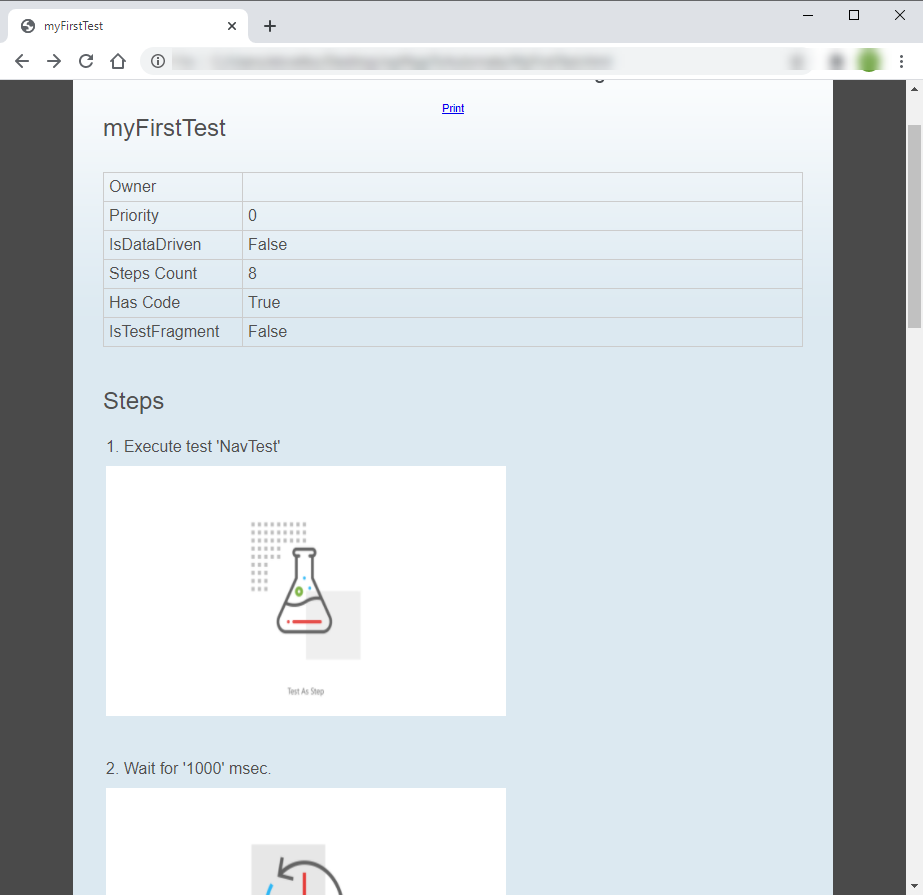 myFirstTest
Print
myFirstTest
Owner
Priority 0
IsDataDriven False
Steps Count 8
Has Code True
IsTestFragment False
Steps
1. Execute test 'NavTest'
Test As Step
2. Wait for '1000' msec.